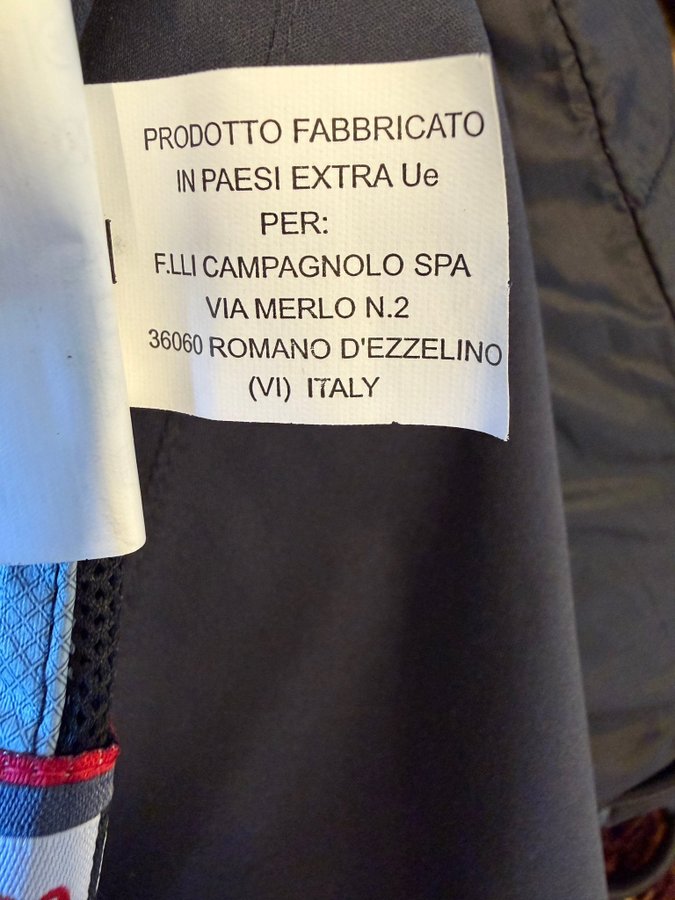 PRODOTTO FABBRICATO
IN PAESI EXTRA Ue
PER:
F.LLI CAMPAGNOLO SPA
VIA MERLO N.2
36060 ROMANO D'EZZELINO
(VI) ITALY